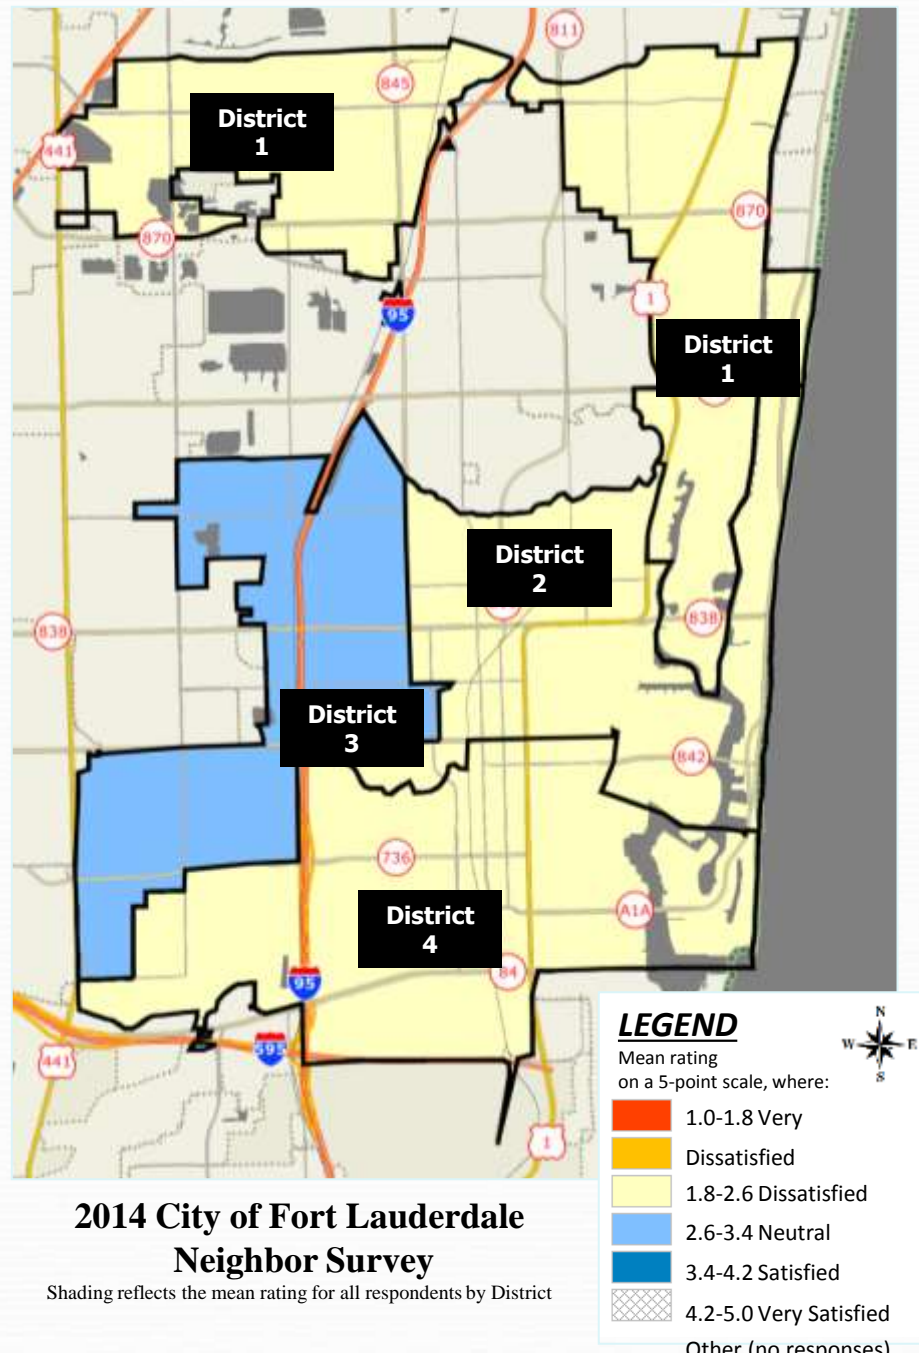 811
845
District
1
441
870
870
1
95
District
1
District
2
838
838
District
3
842
736
District
4
A1A
84
95
441
595
1
LEGEND
Mean rating
on a 5-point scale, where:
N
W E
S
1.0-1.8 Very
Dissatisfied
1.8-2.6 Dissatisfied
2.6-3.4 Neutral
3.4-4.2 Satisfied
4.2-5.0 Very Satisfied
Other (no responses)
2014 City of Fort Lauderdale
Neighbor Survey
Shading reflects the mean rating for all respondents by District